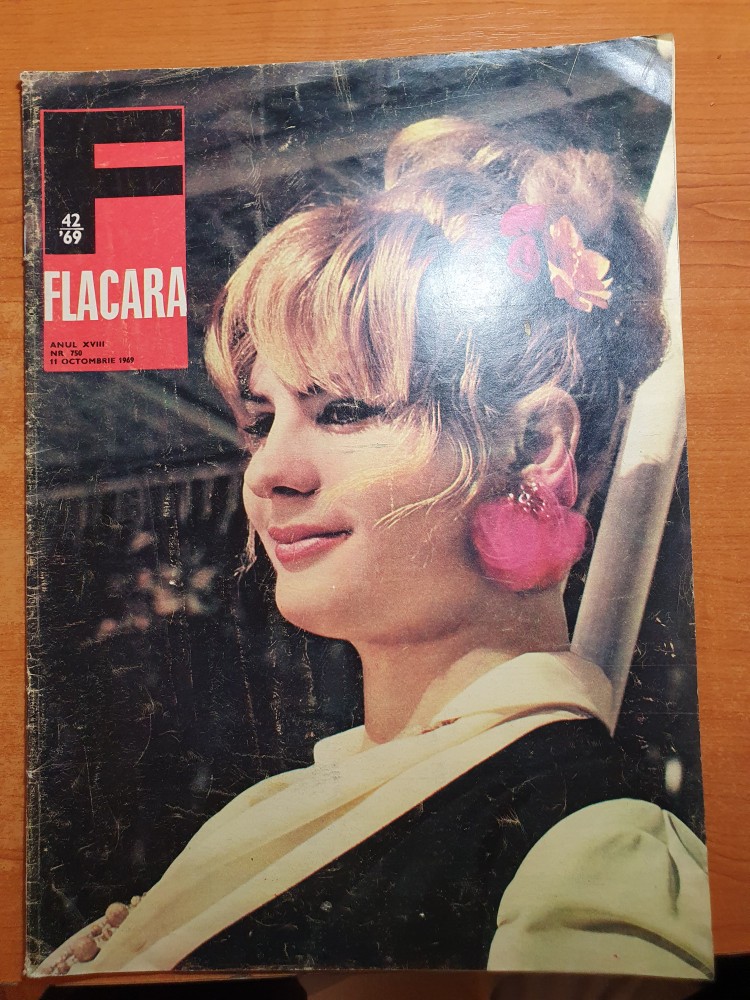 F
42
'69
FLACARA
ANUL XVIII
NR 750
11 OCTOMBRIE 1969